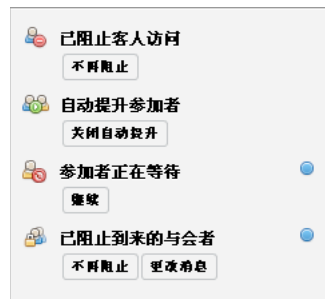 已阻止客人访问
不再阻止
自动提升参加者
关闭自动提升
参加者正在等待
继续
已阻止到来的与会者
不再阻止 更改消息